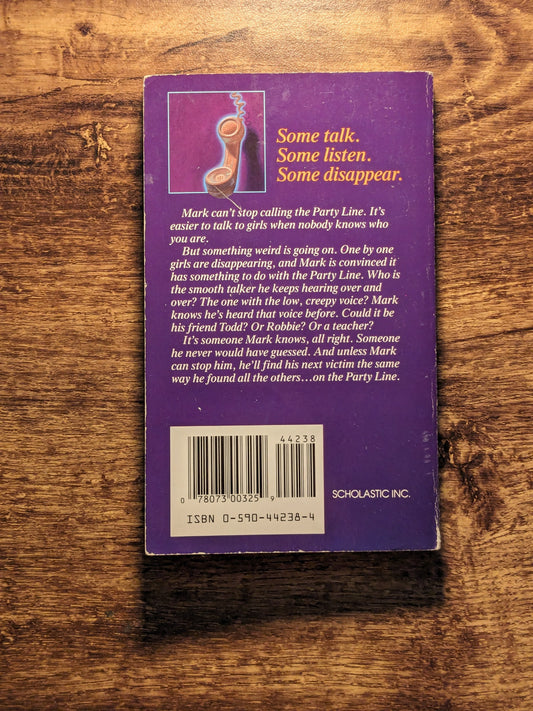 Some talk.
Some listen.
Some disappear.
Mark can't stop calling the Party Line. It's
easier to talk to girls when nobody knows who
you are.
But something weird is going on. One by one
girls are disappearing, and Mark is convinced it
has something to do with the Party Line. Who is
the smooth talker he keeps hearing over and
over? The one with the low, creepy voice? Mark
knows he's heard that voice before. Could it be
his friend Todd? Or Robbie? Or a teacher?
It's someone Mark knows, all right. Someone
he never would have guessed. And unless Mark
can stop him, he'll find his next victim the same
way he found all the others...on the Party Line.
44238
0 78073 00325 9
ISBN 0-590-44238-4
SCHOLASTIC INC.